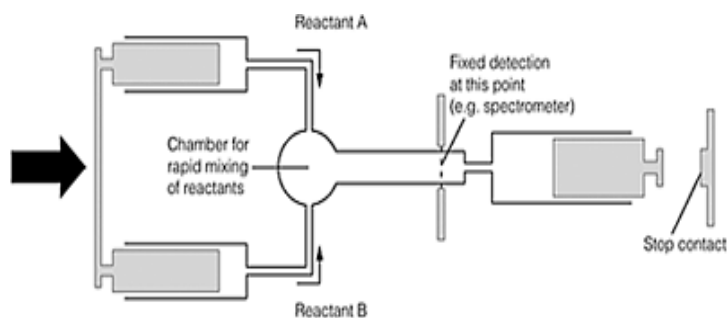 Reactant A
Fixed detection
at this point
(e.g. spectrometer)
Chamber for
rapid mixing
of reactants
Stop contact
Reactant B